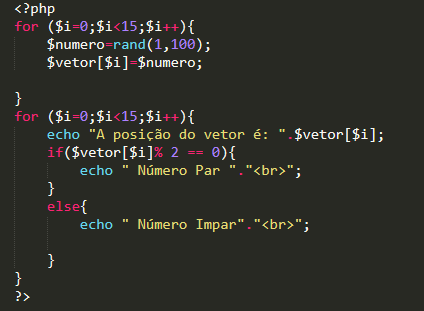 <?php
for ($i=0;$i<15;$i++){
    $numero=rand(1,100);
    $vetor[$i]=$numero;
}
for ($i=0;$i<15;$i++){
    echo "A posição do vetor é: ".$vetor[$i];
    if($vetor[$i]% 2 == 0){
        echo " Número Par "."<br>";
    }
    else{
        echo " Número Impar"."<br>";
    }
}
?>